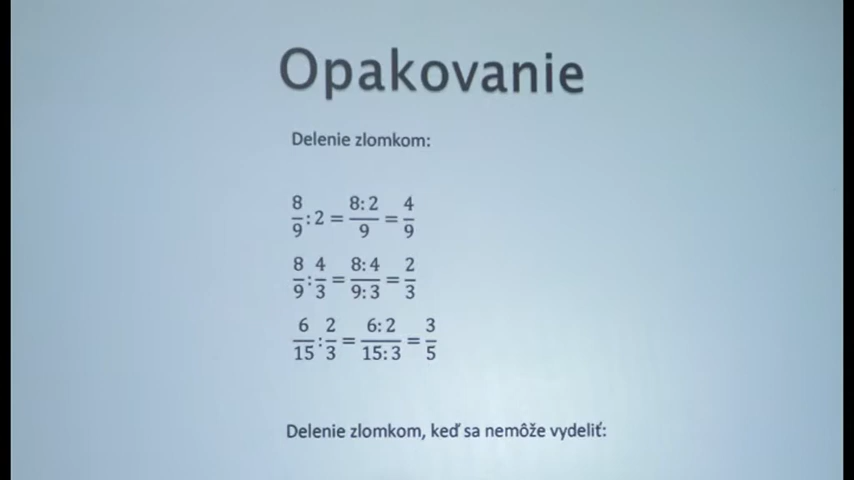 Opakovanie
Delenie zlomkom:
8/9 : 2 = 8:2/9 = 4/9
8/9 : 4/3 = 8:4/9:3 = 2/3
6/15 : 2/3 = 6:2/15:3 = 3/5
Delenie zlomkom, keď sa nemôže vydeliť: